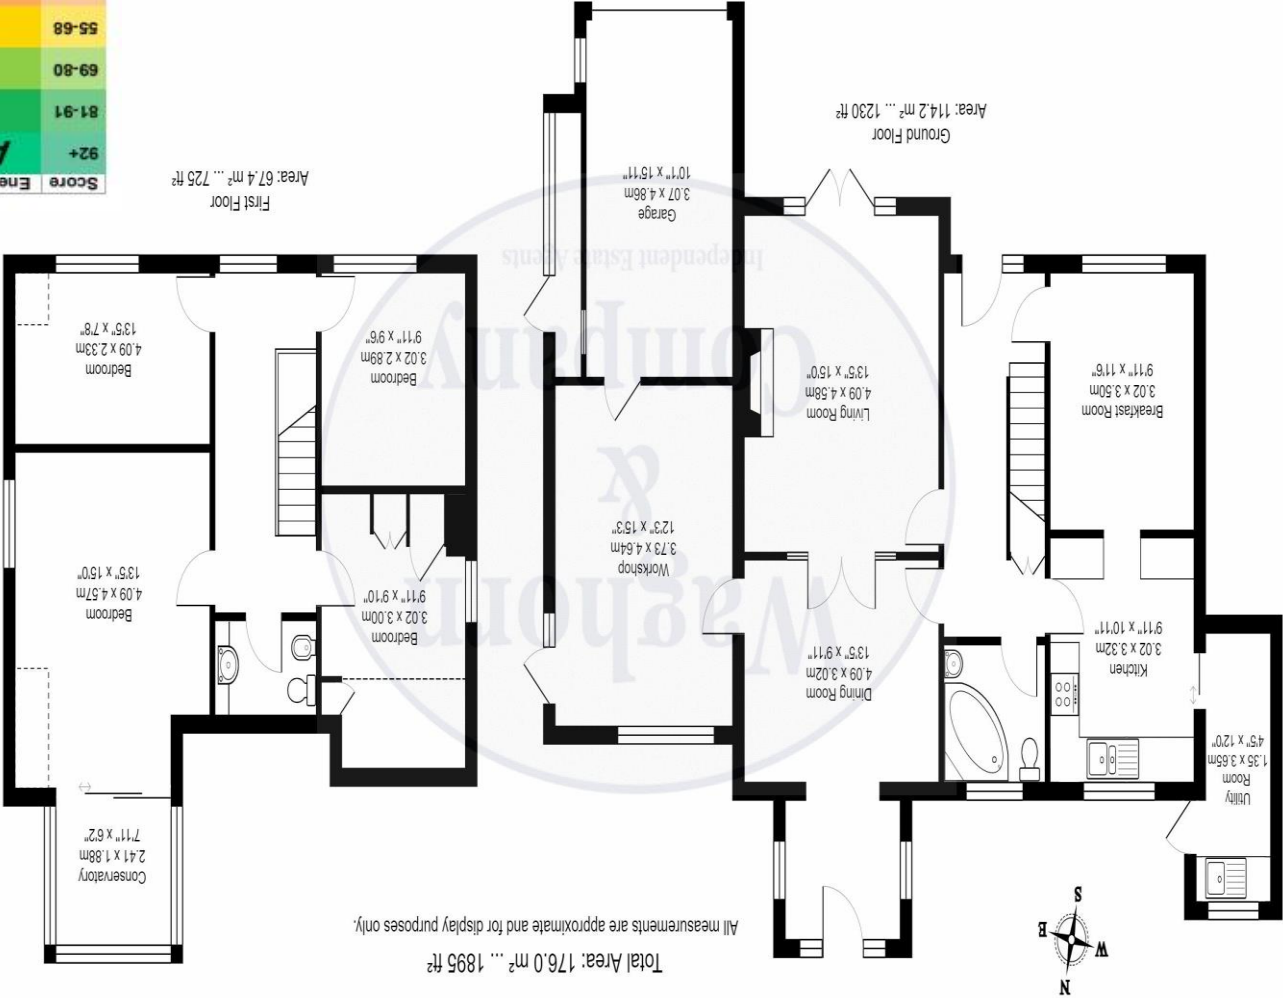 N
W
E
S
Total Area: 176.0 m² ... 1895 ft²
All measurements are approximate and for display purposes only.
Utility
Room
1.35 x 3.65m
4'5" x 12'0"
Kitchen
3.02 x 3.32m
9'11" x 10'11"
Breakfast Room
3.02 x 3.50m
9'11" x 11'6"
Dining Room
4.09 x 3.02m
13'5" x 9'11"
Living Room
4.09 x 4.58m
13'5" x 15'0"
Workshop
3.73 x 4.64m
12'3" x 15'3"
Garage
3.07 x 4.86m
10'1" x 15'11"
Ground Floor
Area: 114.2 m² ... 1230 ft²
Conservatory
2.41 x 1.88m
7'11" x 6'2"
Bedroom
3.02 x 3.00m
9'11" x 9'10"
Bedroom
4.09 x 4.57m
13'5" x 15'0"
Bedroom
3.02 x 2.89m
9'11" x 9'6"
Bedroom
4.09 x 2.33m
13'5" x 7'8"
First Floor
Area: 67.4 m² ... 725 ft²
Waghorn
&
Company
Independent Estate Agents
Score Ene
92+ A
81-91
69-80
55-68